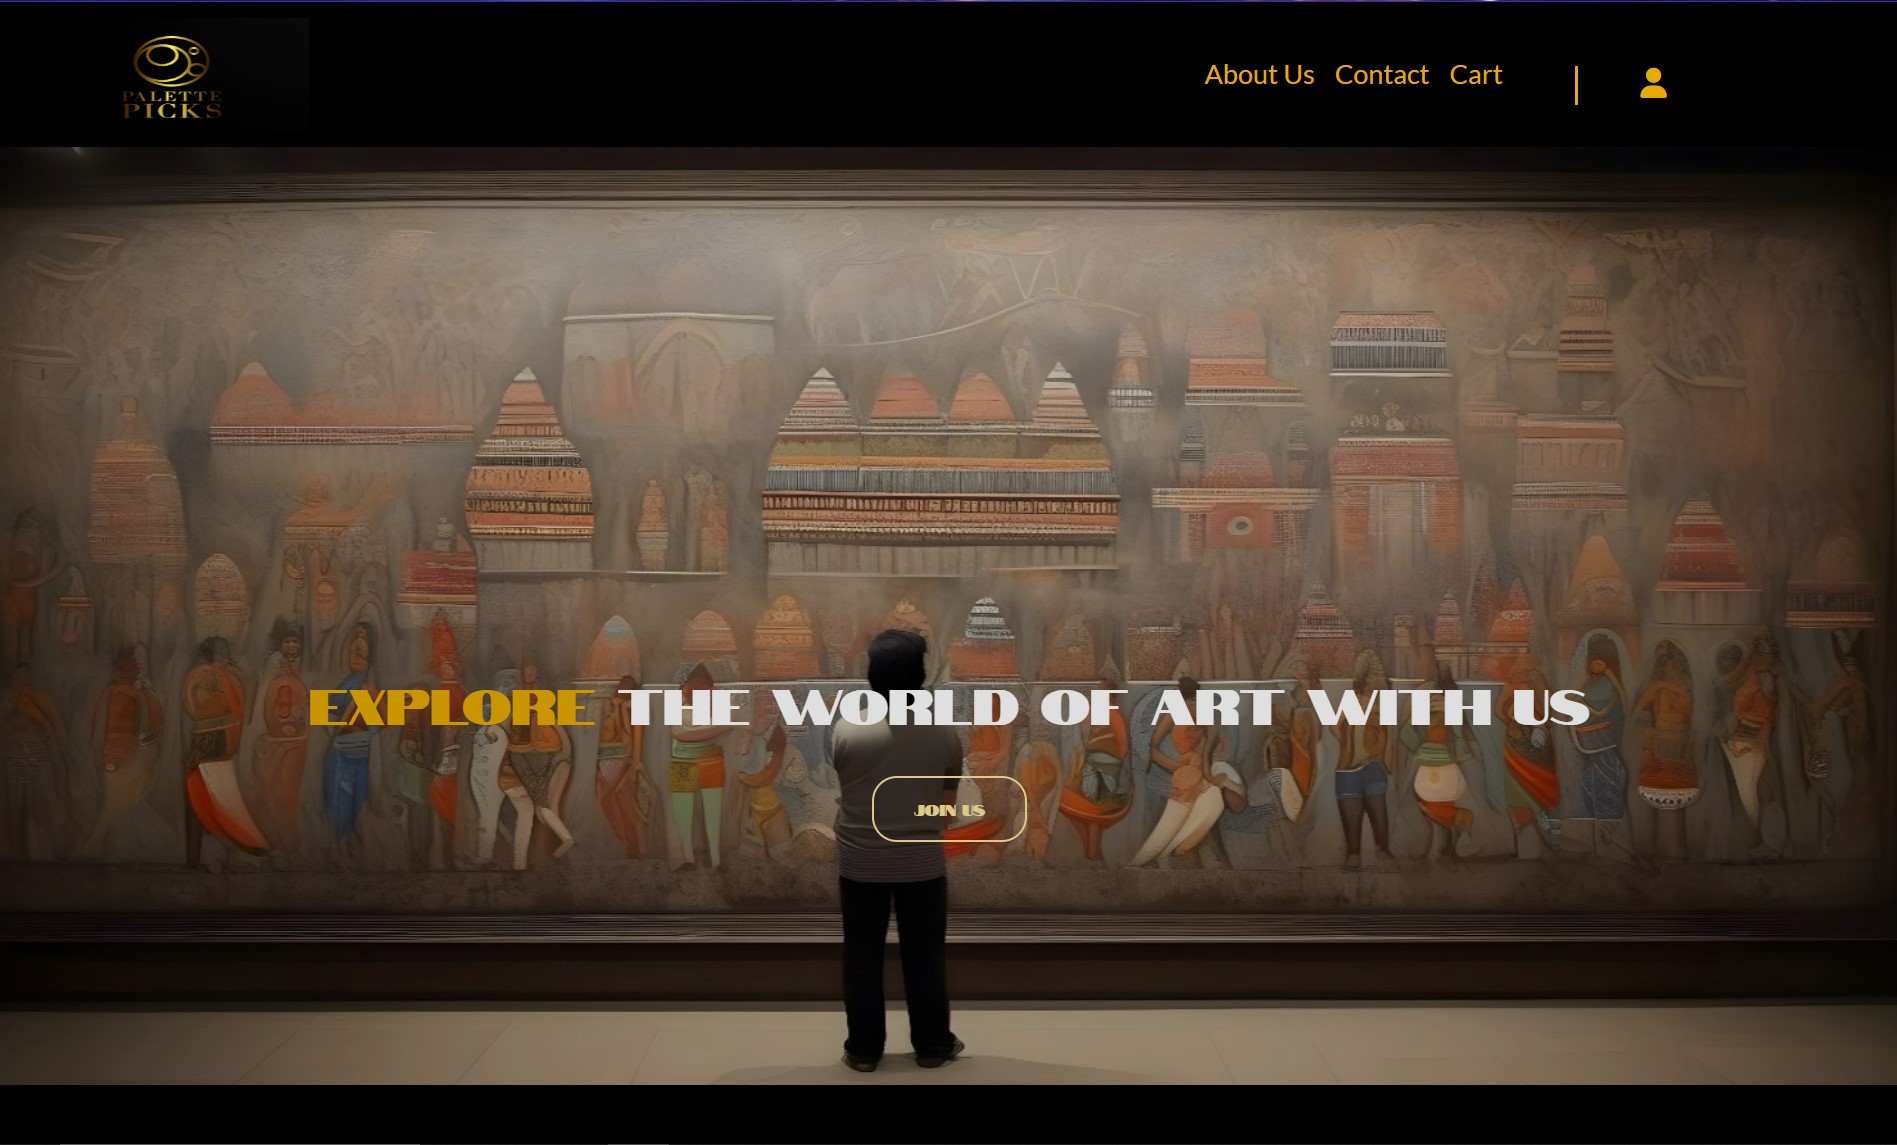 PALETTE
PICKS
About Us Contact Cart
EXPLORE THE WORLD OF ART WITH US
JOIN US